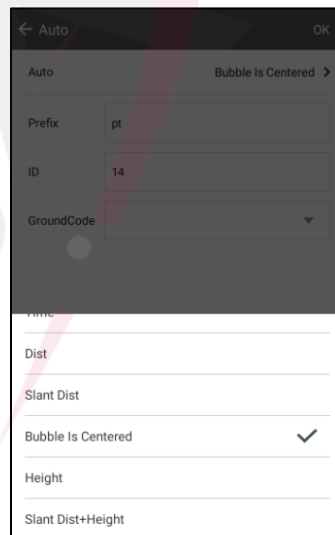 Auto
OK
Auto Bubble Is Centered
Prefix pt
ID 14
GroundCode
Time
Dist
Slant Dist
Bubble Is Centered
Height
Slant Dist+Height